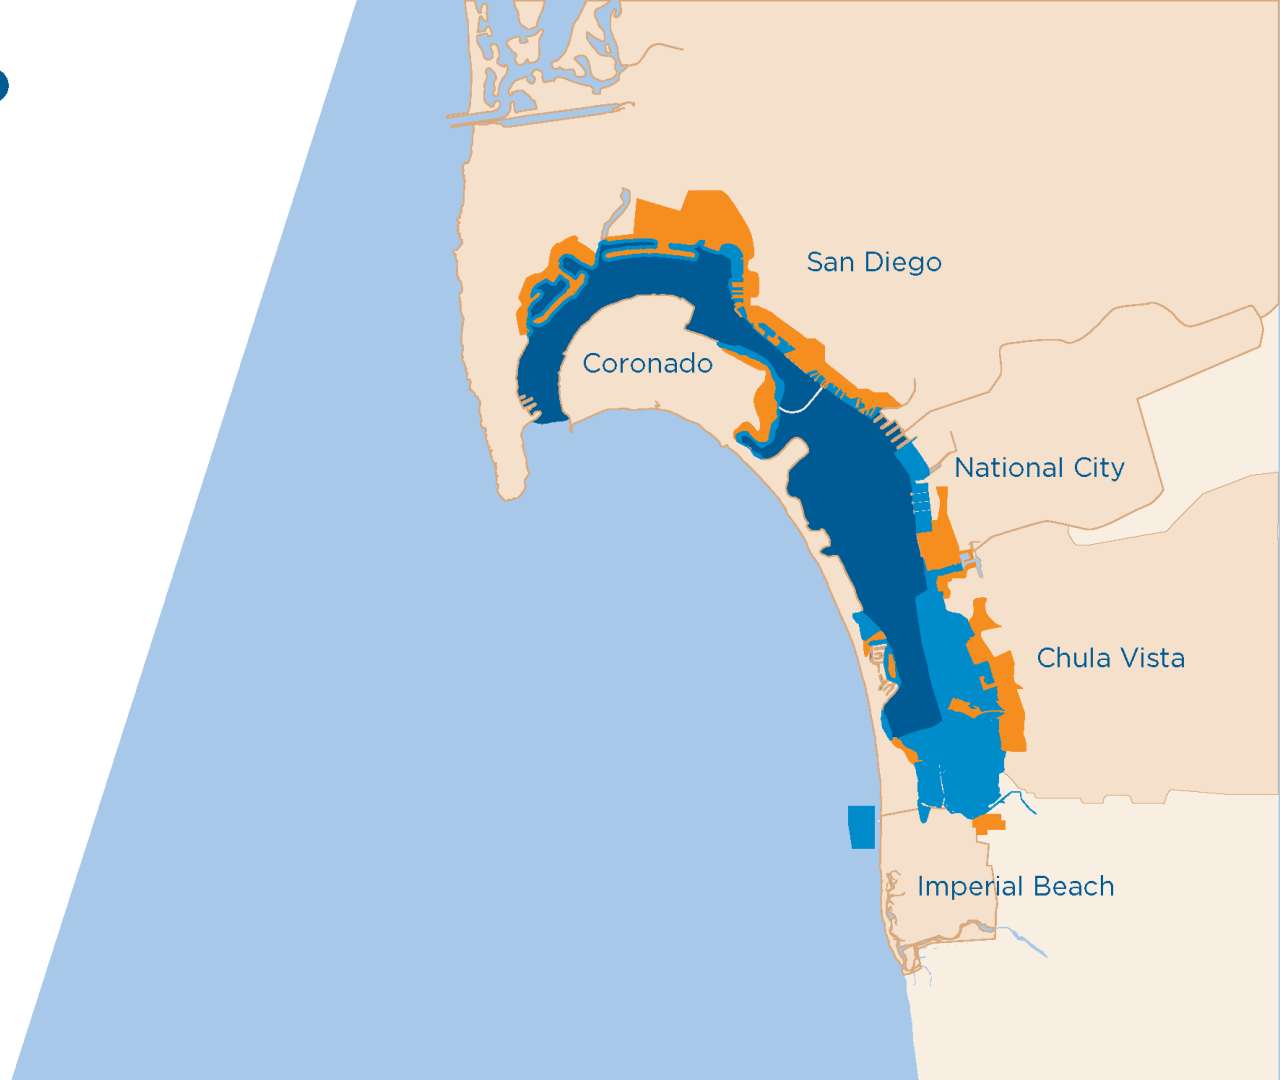 San Diego
Coronado
National City
Chula Vista
Imperial Beach